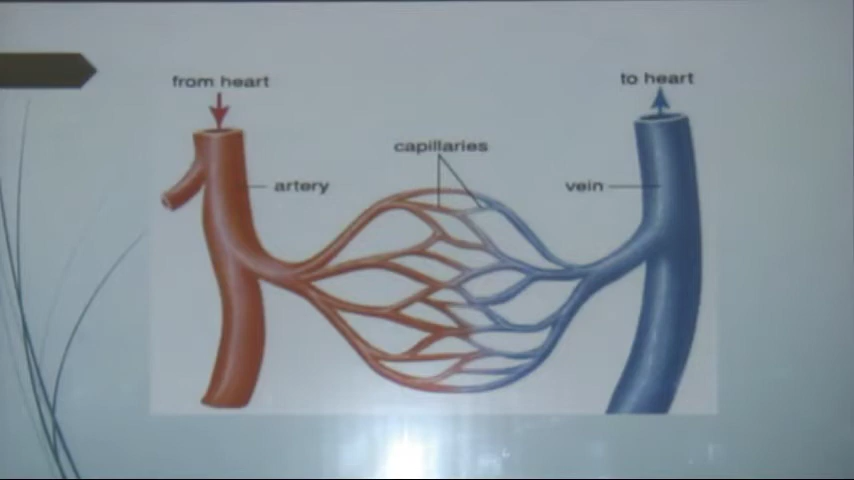 from heart
to heart
capillaries
artery
vein